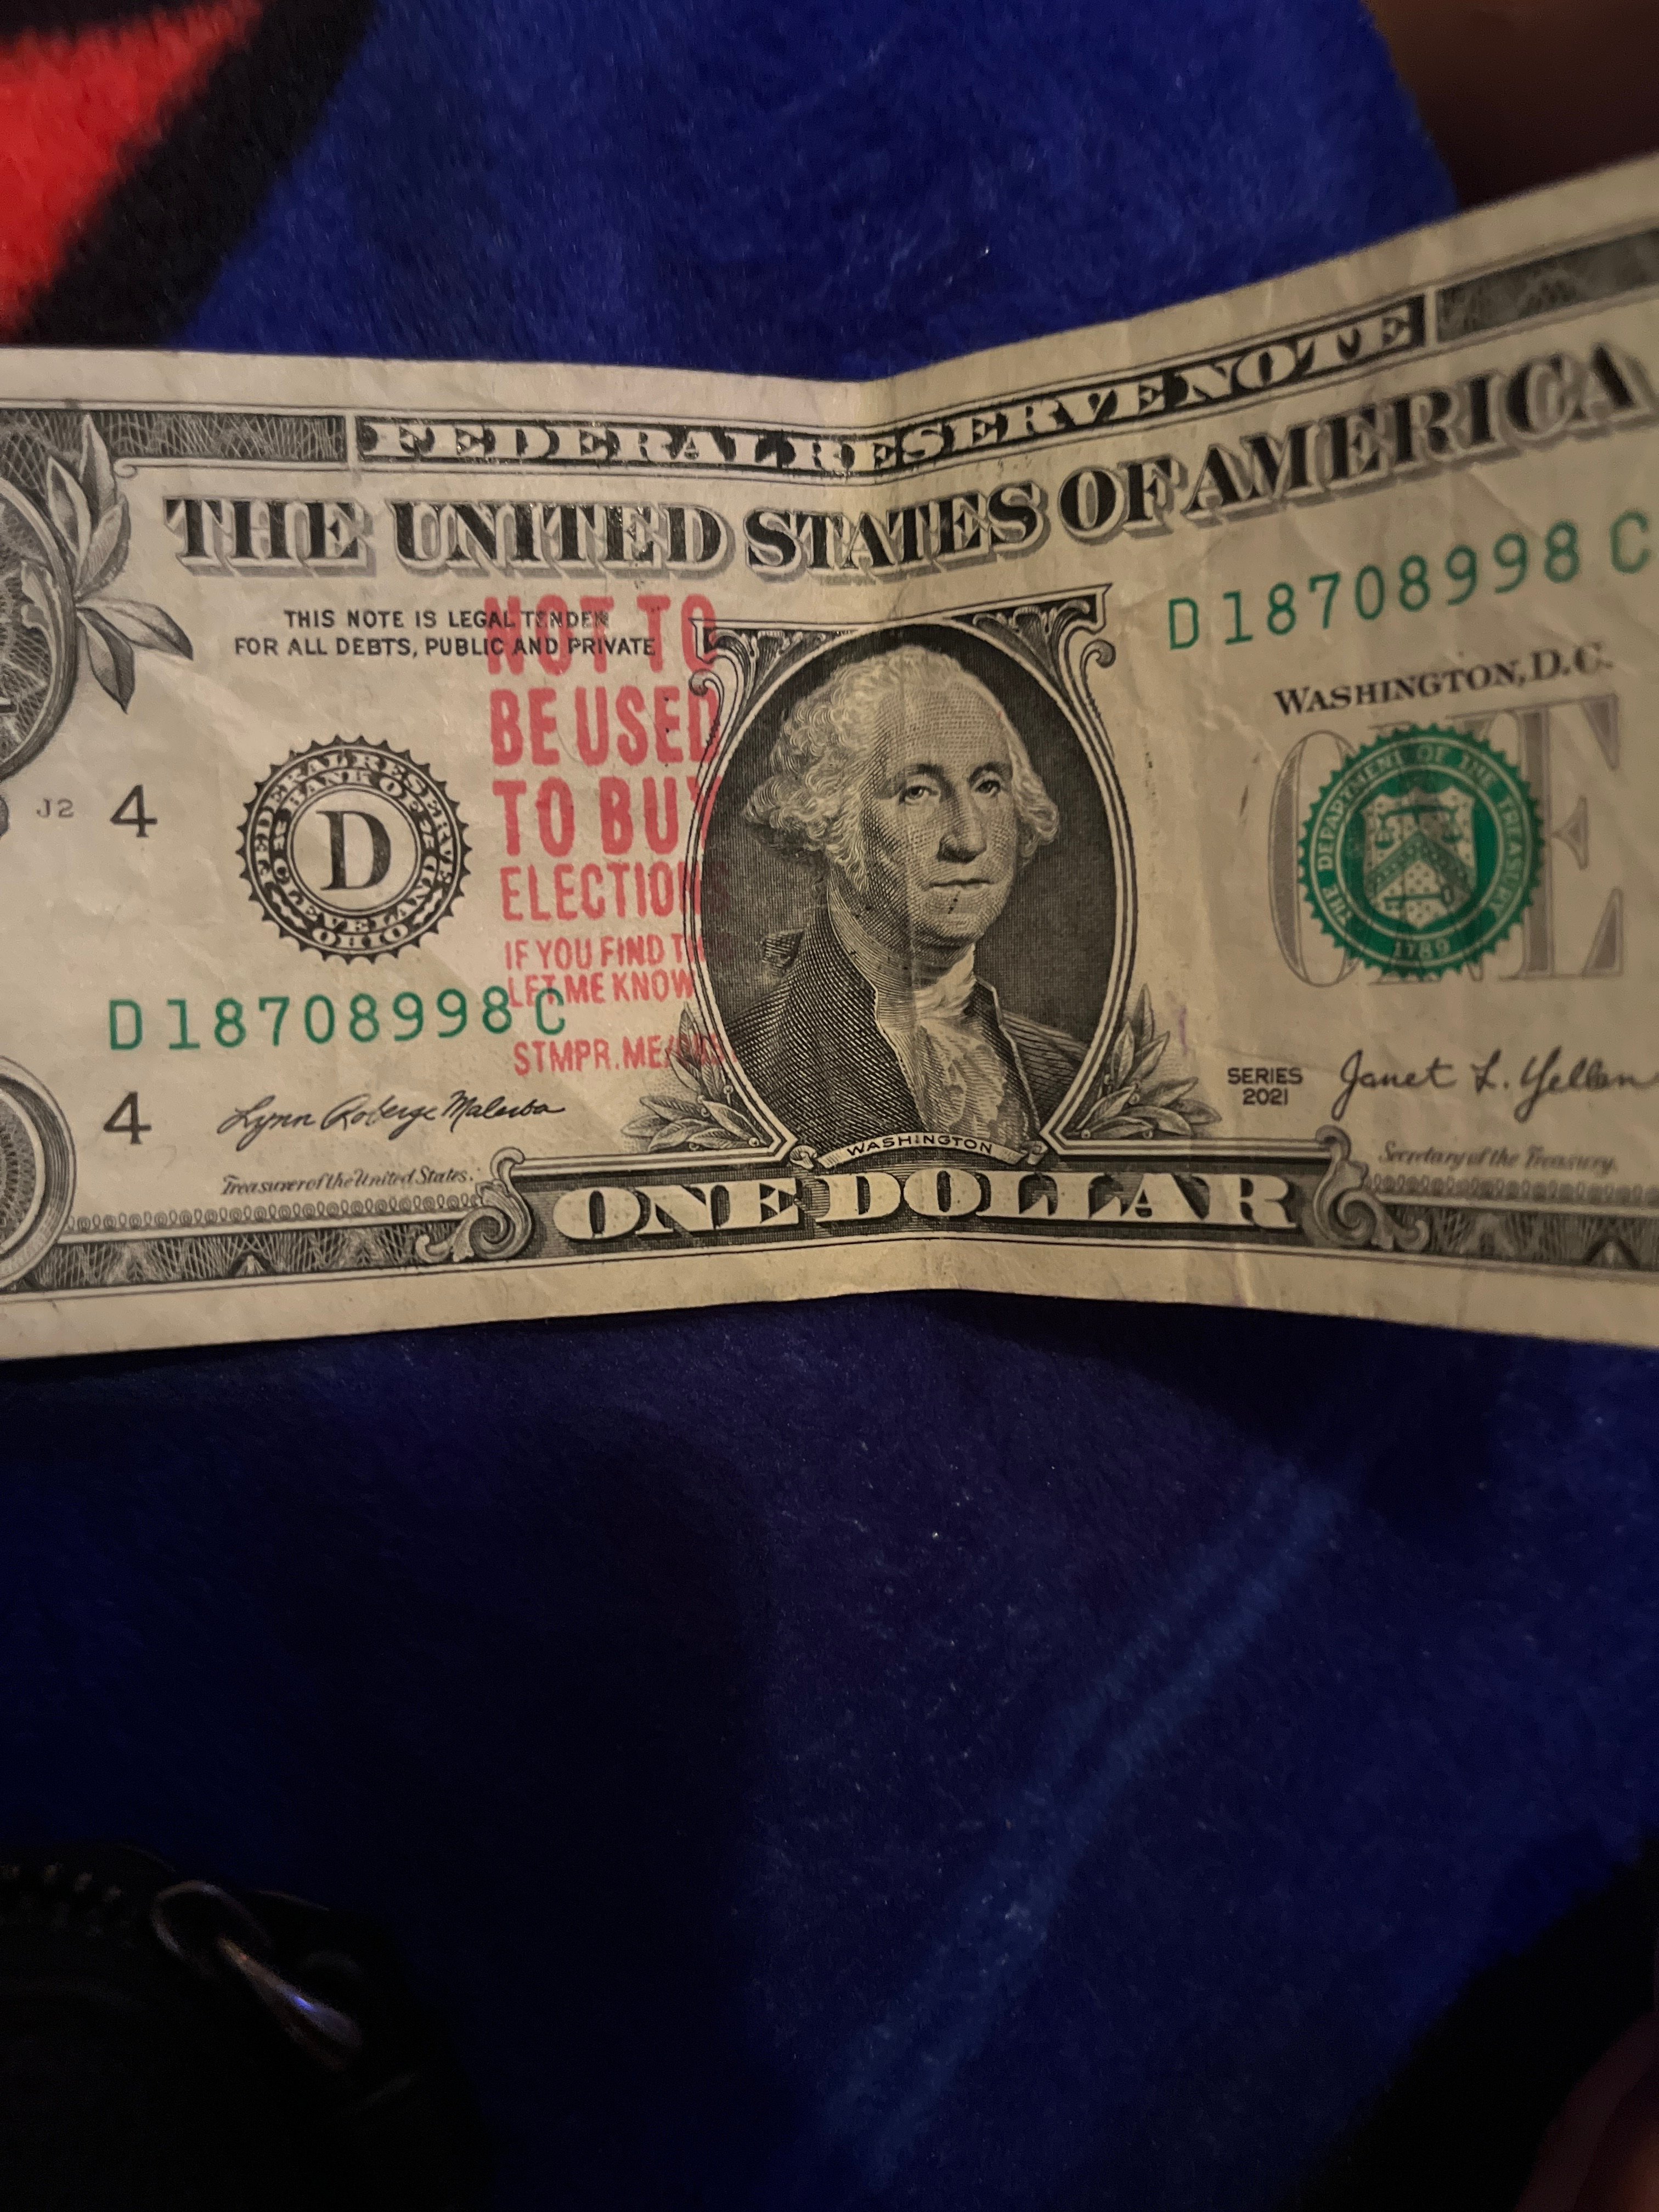 FEDERAL RESERVE NOTE
THE UNITED STATES OF AMERICA
THIS NOTE IS LEGAL TENDER
FOR ALL DEBTS, PUBLIC AND PRIVATE
D 18708998 C
WASHINGTON, D.C.
NOT TO
BE USED
TO BUY
ELECTION
IF YOU FIND
LET ME KNOW
STMPR.ME/
J2 4
FEDERAL RESERVE BANK OF CLEVELAND OHIO
D
ONE
THE DEPARTMENT OF THE TREASURY
1789
D 18708998 C
4
Lynn Roberge Malerba
Treasurer of the United States.
SERIES
2021
Janet L. Yellen
Secretary of the Treasury.
WASHINGTON
ONE DOLLAR